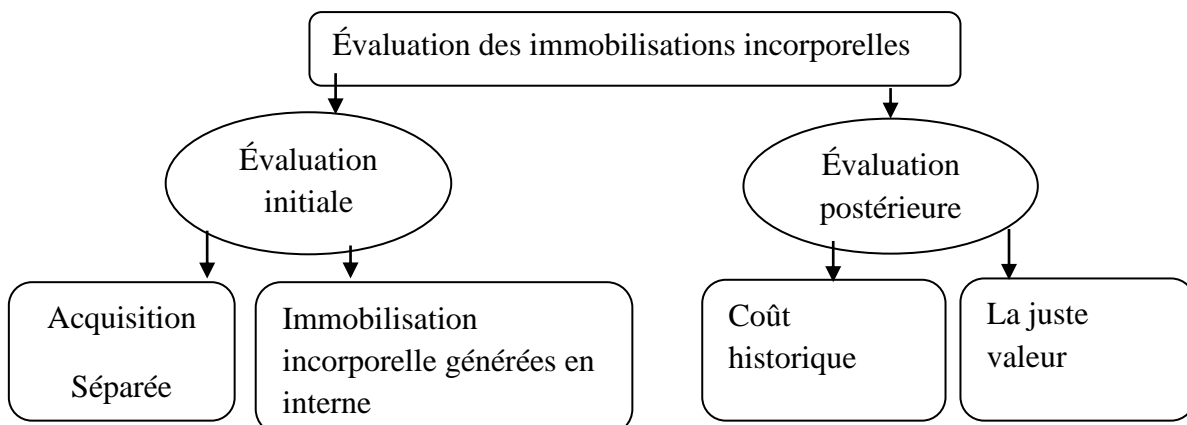 Évaluation des immobilisations incorporelles
Évaluation
initiale
Évaluation
postérieure
Acquisition
Séparée
Immobilisation
incorporelle générées en
interne
Coût
historique
La juste
valeur